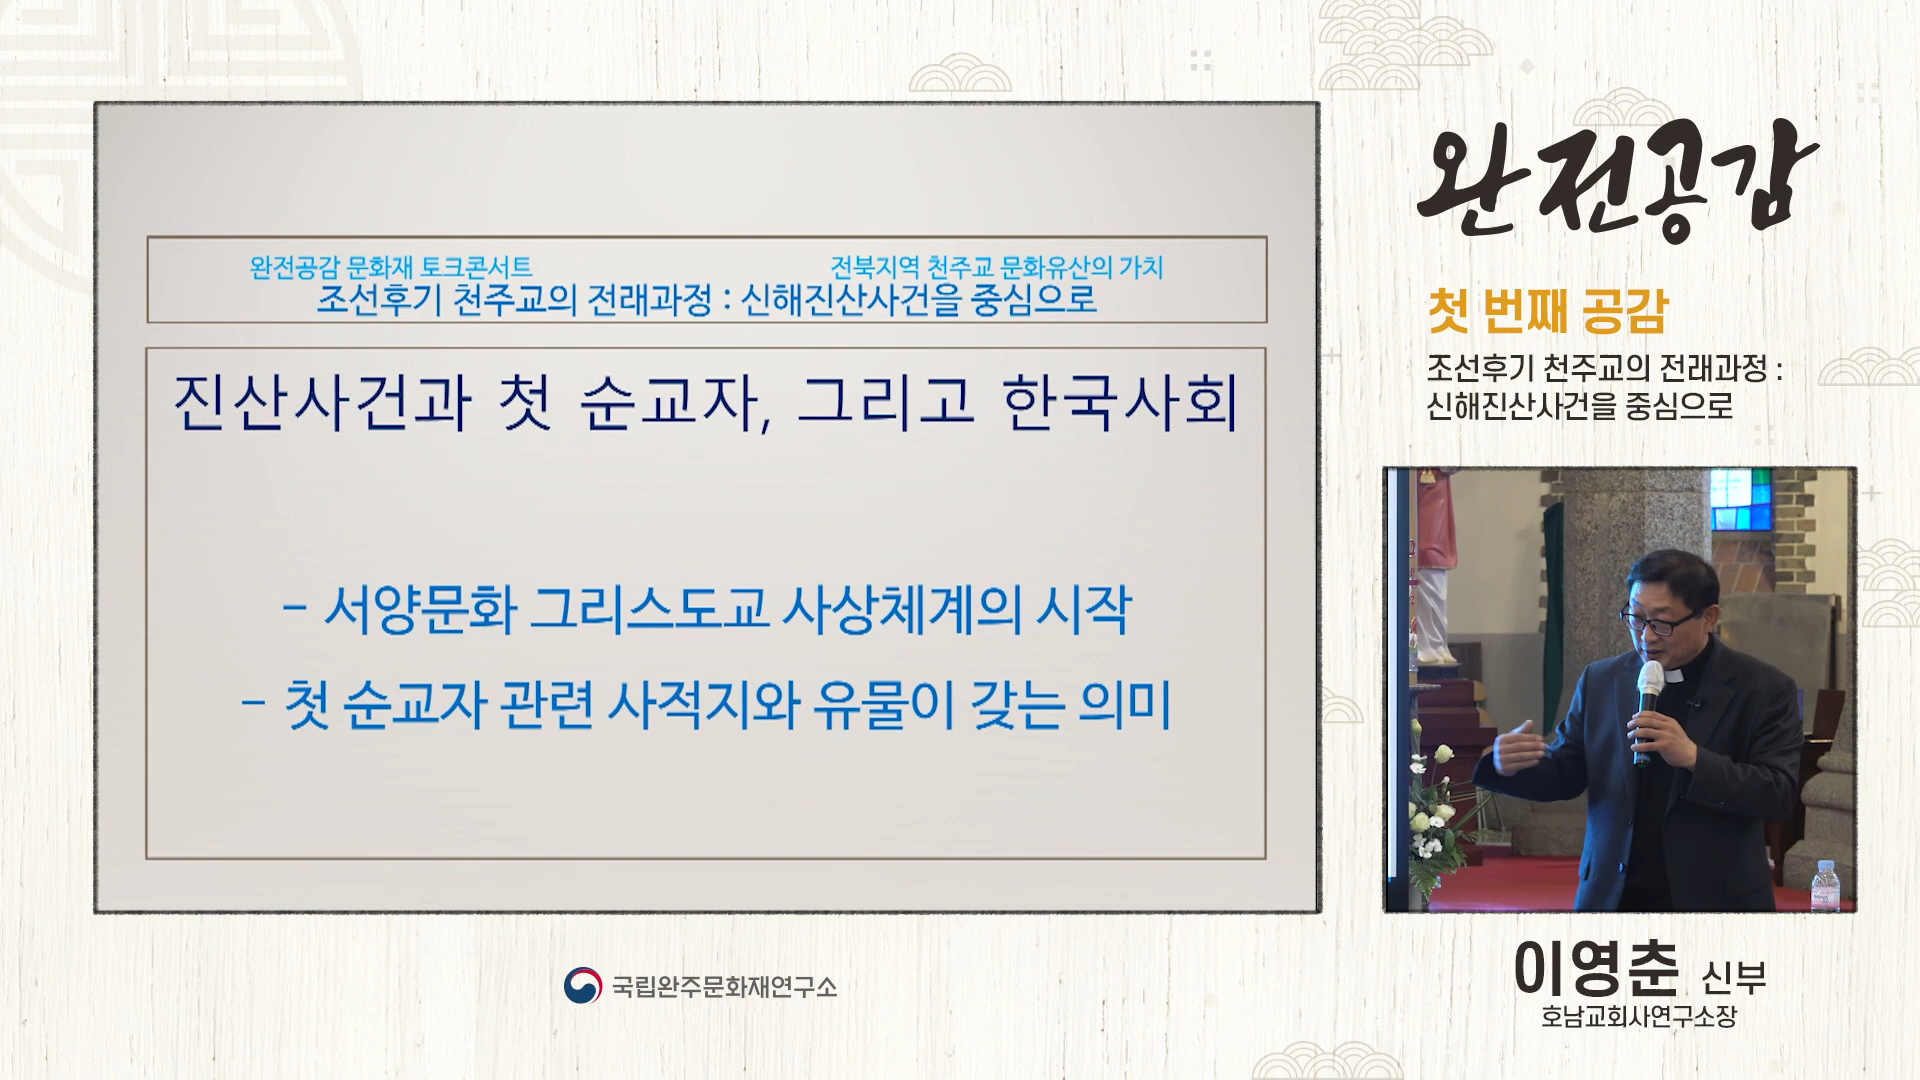 완전공감 문화재 토크콘서트 전북지역 천주교 문화유산의 가치
조선후기 천주교의 전래과정 : 신해진산사건을 중심으로
진산사건과 첫 순교자, 그리고 한국사회
- 서양문화 그리스도교 사상체계의 시작
- 첫 순교자 관련 사적지와 유물이 갖는 의미
국립완주문화재연구소
완전공감
첫 번째 공감
조선후기 천주교의 전래과정 :
신해진산사건을 중심으로
이영춘 신부
호남교회사연구소장